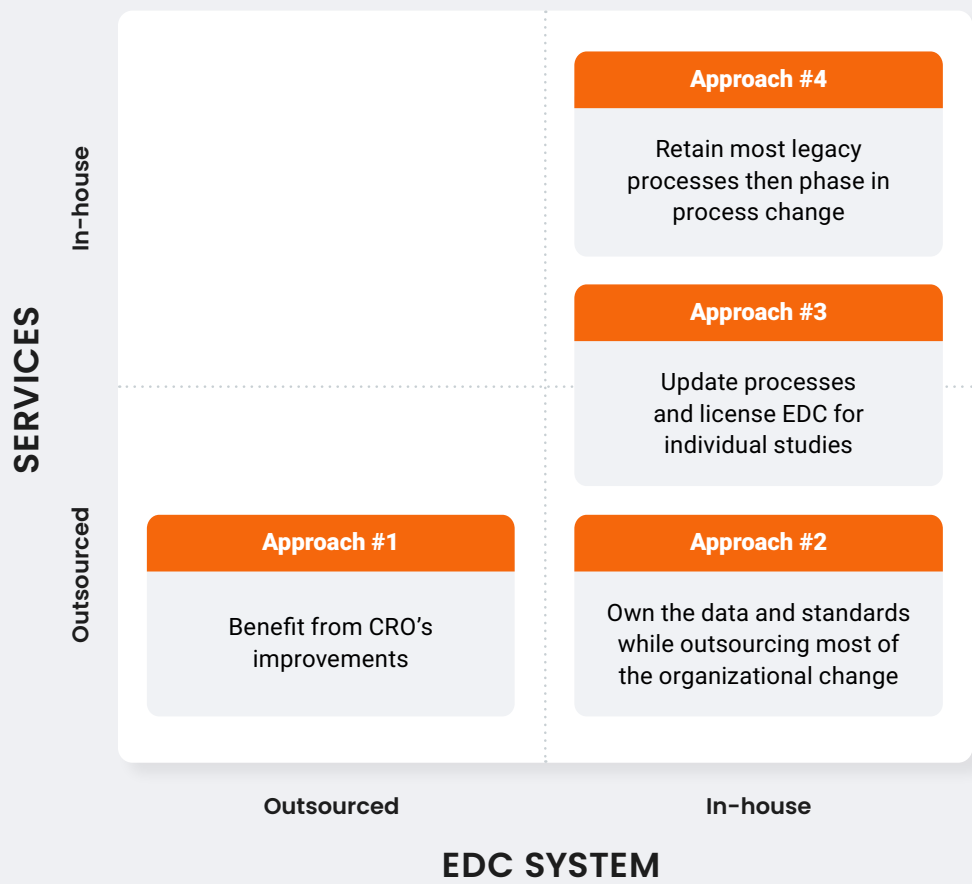 SERVICES
In-house
Outsourced
Approach #4
Retain most legacy
processes then phase in
process change
Approach #3
Update processes
and license EDC for
individual studies
Approach #1
Benefit from CRO’s
improvements
Approach #2
Own the data and standards
while outsourcing most of
the organizational change
Outsourced
In-house
EDC SYSTEM